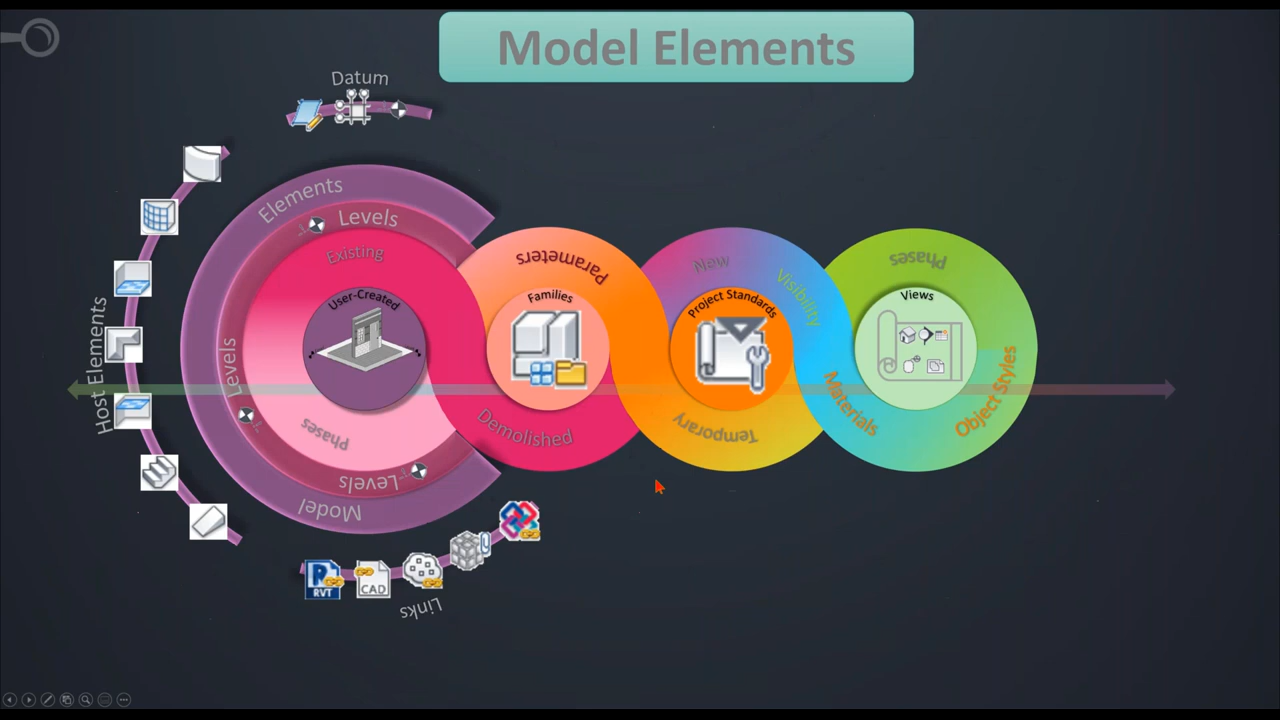 Model Elements
Datum
Elements
Levels
Existing
User-Created
Host Elements
Levels
Phases
Levels
Model
Links
RVT
CAD
Parameters
Families
Demolished
New
Visibility
Project Standards
Temporary
Materials
Phases
Views
Object Styles